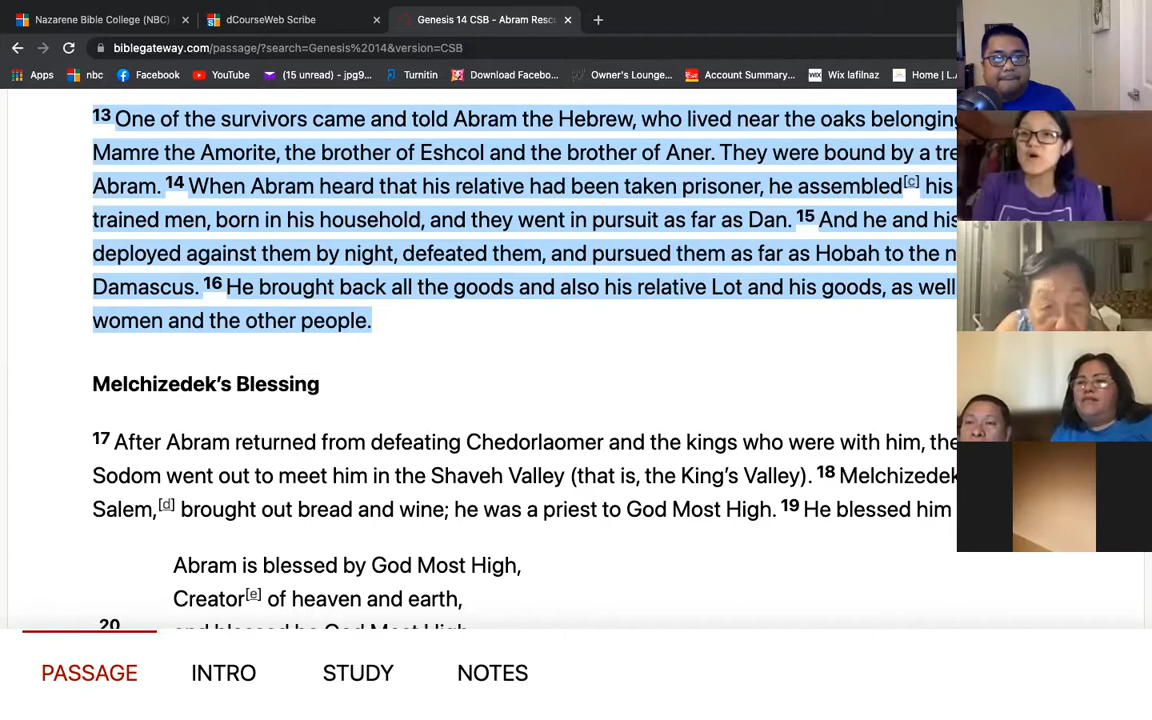 Nazarene Bible College (NBC)
dCourseWeb Scribe
Genesis 14 CSB - Abram Resc
biblegateway.com/passage/?search=Genesis%2014&version=CSB
Apps nbc Facebook YouTube (15 unread) - jpg9... Turnitin Download Facebo... Owner's Lounge... Account Summary... Wix lafilnaz Home | L.A
13 One of the survivors came and told Abram the Hebrew, who lived near the oaks belonging
Mamre the Amorite, the brother of Eshcol and the brother of Aner. They were bound by a tre
Abram. 14 When Abram heard that his relative had been taken prisoner, he assembled[c] his
trained men, born in his household, and they went in pursuit as far as Dan. 15 And he and his
deployed against them by night, defeated them, and pursued them as far as Hobah to the n
Damascus. 16 He brought back all the goods and also his relative Lot and his goods, as well
women and the other people.
Melchizedek's Blessing
17 After Abram returned from defeating Chedorlaomer and the kings who were with him, the
Sodom went out to meet him in the Shaveh Valley (that is, the King's Valley). 18 Melchizedek
Salem,[d] brought out bread and wine; he was a priest to God Most High. 19 He blessed him
Abram is blessed by God Most High,
Creator[e] of heaven and earth,
20 and blessed be God Most High
PASSAGE INTRO STUDY NOTES